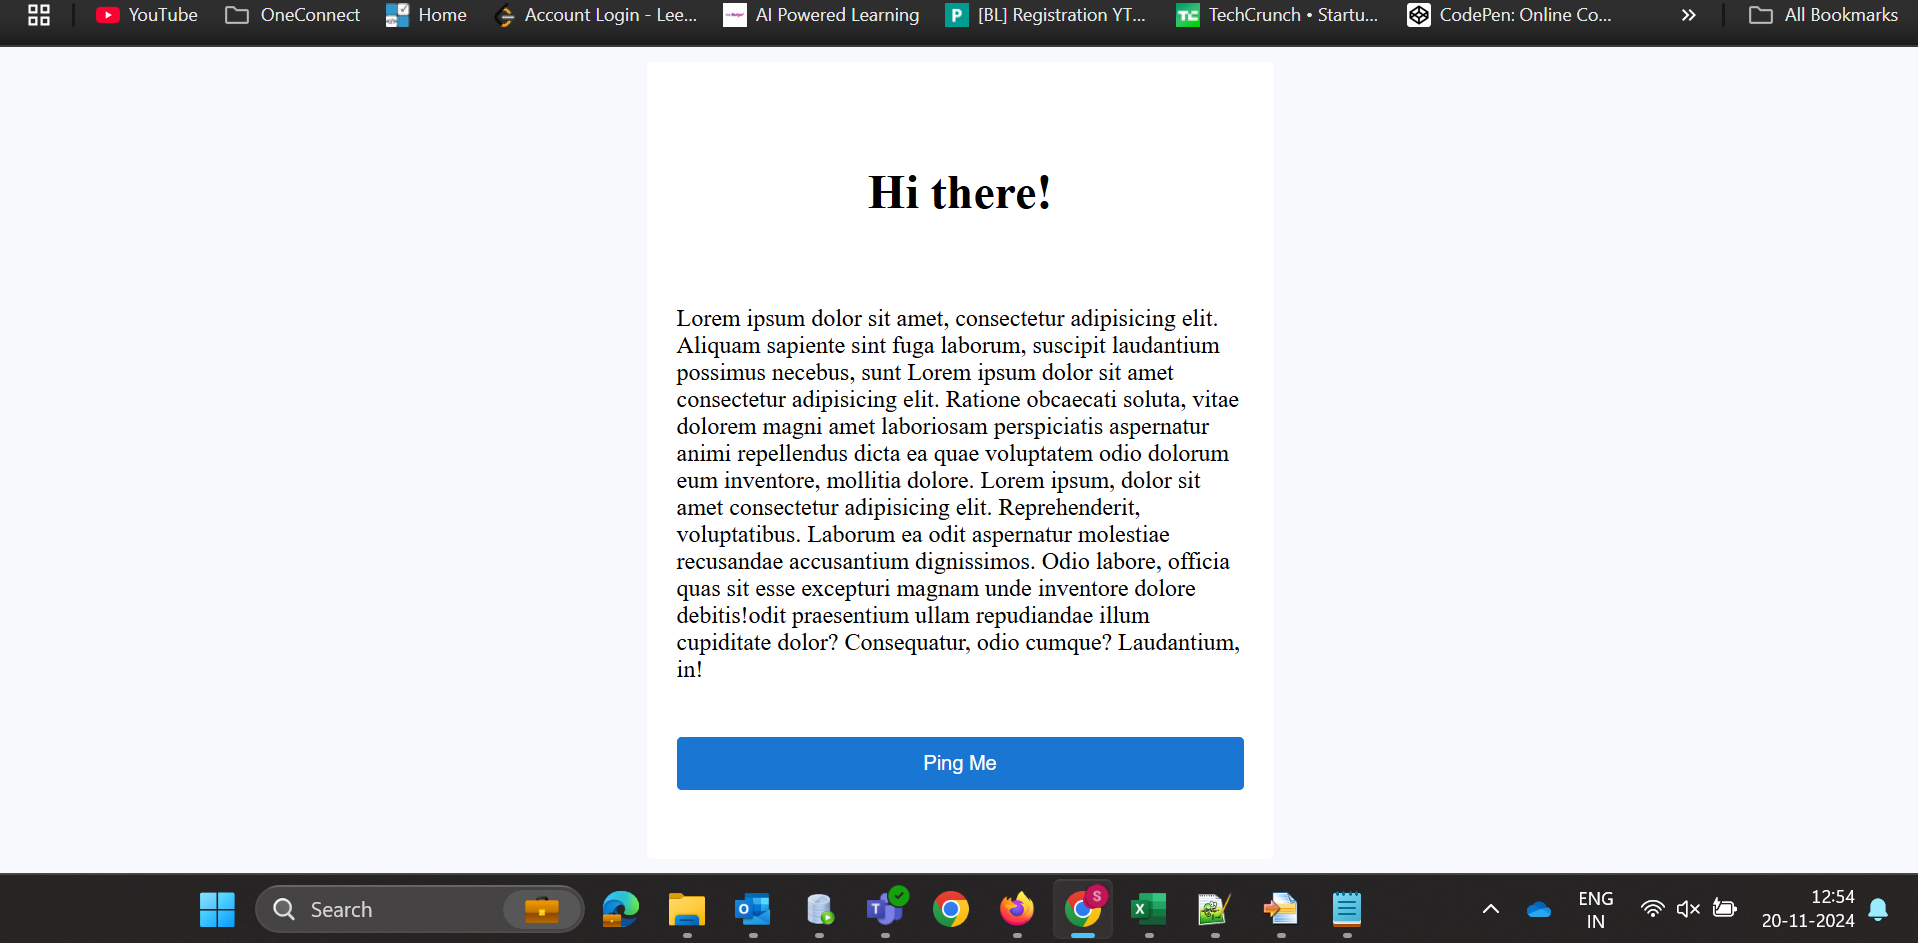 YouTube OneConnect Home Account Login - Lee... AI Powered Learning P [BL] Registration YT... TC TechCrunch • Startu... CodePen: Online Co... » All Bookmarks
Hi there!
Lorem ipsum dolor sit amet, consectetur adipisicing elit.
Aliquam sapiente sint fuga laborum, suscipit laudantium
possimus necebus, sunt Lorem ipsum dolor sit amet
consectetur adipisicing elit. Ratione obcaecati soluta, vitae
dolorem magni amet laboriosam perspiciatis aspernatur
animi repellendus dicta ea quae voluptatem odio dolorum
eum inventore, mollitia dolore. Lorem ipsum, dolor sit
amet consectetur adipisicing elit. Reprehenderit,
voluptatibus. Laborum ea odit aspernatur molestiae
recusandae accusantium dignissimos. Odio labore, officia
quas sit esse excepturi magnam unde inventore dolore
debitis!odit praesentium ullam repudiandae illum
cupiditate dolor? Consequatur, odio cumque? Laudantium,
in!
Ping Me
Search
ENG
IN
12:54
20-11-2024